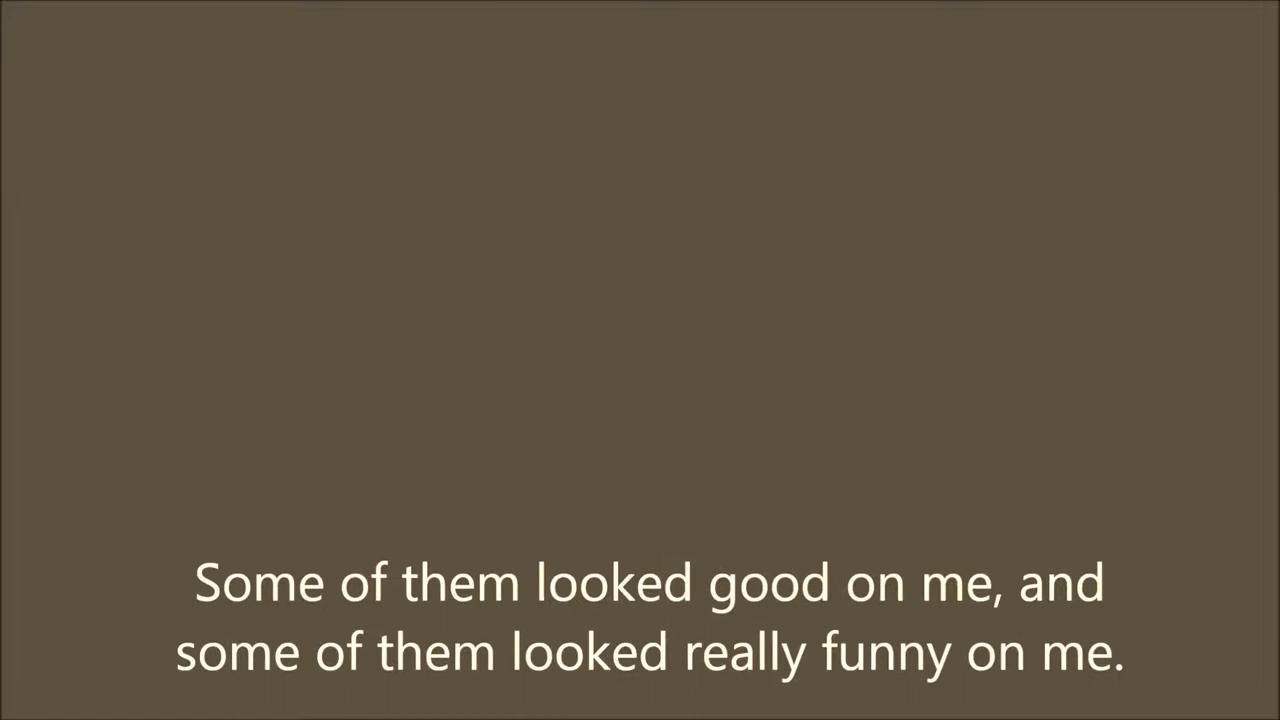 Some of them looked good on me, and
some of them looked really funny on me.